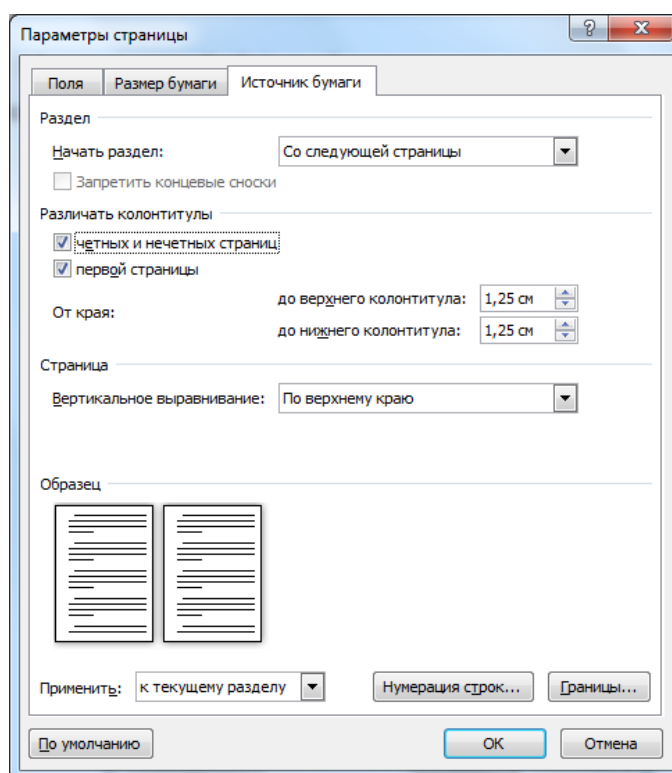 Параметры страницы
Поля Размер бумаги Источник бумаги
Раздел
Начать раздел: Со следующей страницы
Запретить концевые сноски
Различать колонтитулы
четных и нечетных страниц
первой страницы
От края:
до верхнего колонтитула: 1,25 см
до нижнего колонтитула: 1,25 см
Страница
Вертикальное выравнивание: По верхнему краю
Образец
Применить: к текущему разделу Нумерация строк... Границы...
По умолчанию ОК Отмена